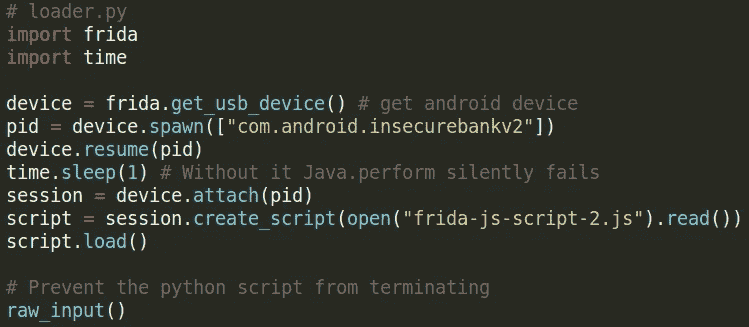 # loader.py
import frida
import time

device = frida.get_usb_device() # get android device
pid = device.spawn(["com.android.insecurebankv2"])
device.resume(pid)
time.sleep(1) # Without it Java.perform silently fails
session = device.attach(pid)
script = session.create_script(open("frida-js-script-2.js").read())
script.load()

# Prevent the python script from terminating
raw_input()